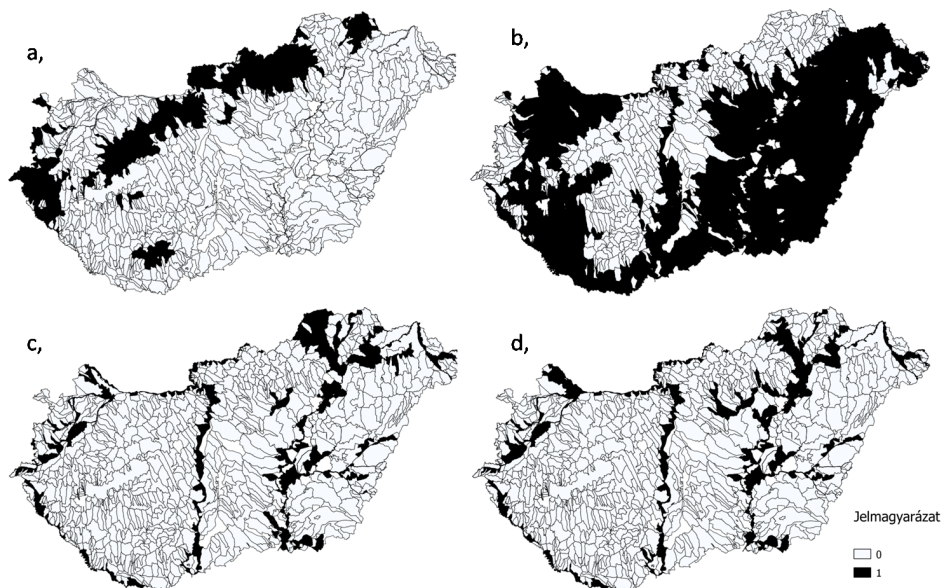 a,
b,
c,
d,
Jelmagyarázat
0
1